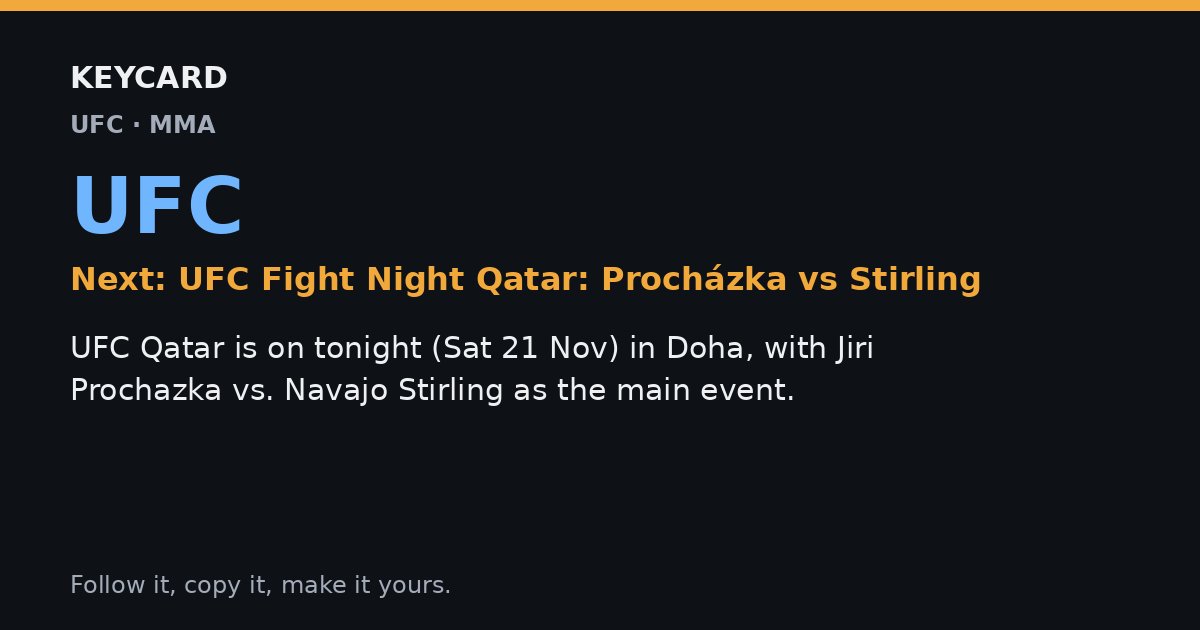 KEYCARD
UFC · MMA
UFC
Next: UFC Fight Night Qatar: Procházka vs Stirling
UFC Qatar is on tonight (Sat 21 Nov) in Doha, with Jiri
Prochazka vs. Navajo Stirling as the main event.
Follow it, copy it, make it yours.